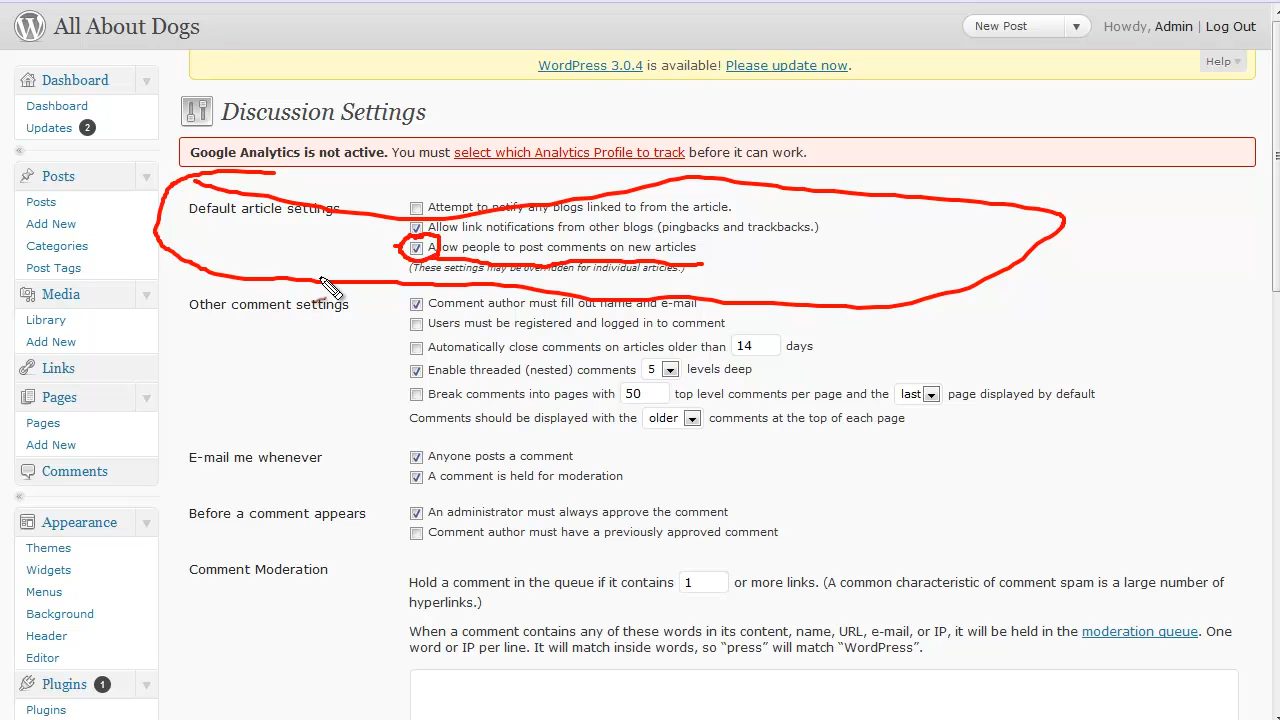 All About Dogs
New Post
Howdy, Admin | Log Out
WordPress 3.0.4 is available! Please update now.
Help
Dashboard
Dashboard
Updates 2
Posts
Posts
Add New
Categories
Post Tags
Media
Library
Add New
Links
Pages
Pages
Add New
Comments
Appearance
Themes
Widgets
Menus
Background
Header
Editor
Plugins 1
Plugins
Discussion Settings
Google Analytics is not active. You must select which Analytics Profile to track before it can work.
Default article settings
Attempt to notify any blogs linked to from the article.
Allow link notifications from other blogs (pingbacks and trackbacks.)
Allow people to post comments on new articles
(These settings may be overridden for individual articles.)
Other comment settings
Comment author must fill out name and e-mail
Users must be registered and logged in to comment
Automatically close comments on articles older than 14 days
Enable threaded (nested) comments 5 levels deep
Break comments into pages with 50 top level comments per page and the last page displayed by default
Comments should be displayed with the older comments at the top of each page
E-mail me whenever
Anyone posts a comment
A comment is held for moderation
Before a comment appears
An administrator must always approve the comment
Comment author must have a previously approved comment
Comment Moderation
Hold a comment in the queue if it contains 1 or more links. (A common characteristic of comment spam is a large number of
hyperlinks.)
When a comment contains any of these words in its content, name, URL, e-mail, or IP, it will be held in the moderation queue. One
word or IP per line. It will match inside words, so “press” will match “WordPress”.